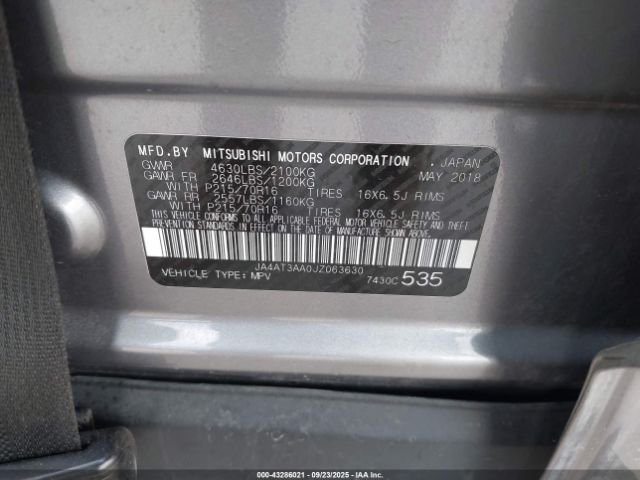 MFD.BY MITSUBISHI MOTORS CORPORATION . JAPAN
GVWR 4630LBS/2100KG MAY 2018
GAWR FR 2646LBS/1200KG
WITH P215/70R16 TIRES 16X6.5J RIMS
GAWR RR 2557LBS/1160KG
WITH P215/70R16 TIRES 16X6.5J RIMS
THIS VEHICLE CONFORMS TO ALL APPLICABLE FEDERAL MOTOR VEHICLE SAFETY AND THEFT
PREVENTION STANDARDS IN EFFECT ON THE DATE OF MANUFACTURE SHOWN ABOVE.
JA4AT3AA0JZ063630
VEHICLE TYPE: MPV 7430C 535
000-43286021 - 09/23/2025 - IAAI.COM